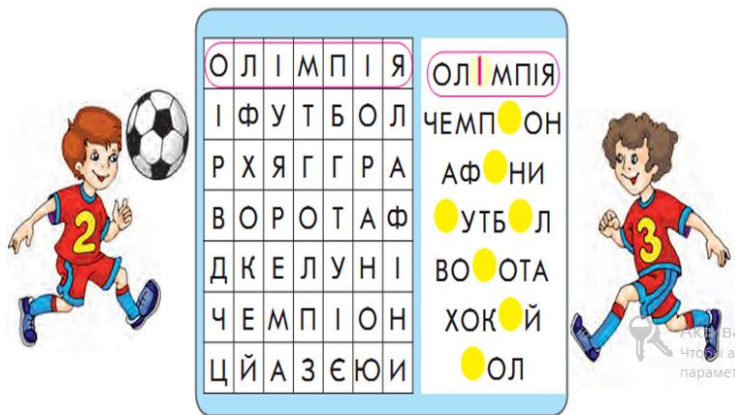 О Л І М П І Я
І Ф У Т Б О Л
Р Х Я Г Г Р А
В О Р О Т А Ф
Д К Е Л У Н І
Ч Е М П І О Н
Ц Й А З Є Ю И
ОЛІМПІЯ
ЧЕМП ОН
АФ НИ
УТБ Л
ВО ОТА
ХОК Й
ОЛ
2
3